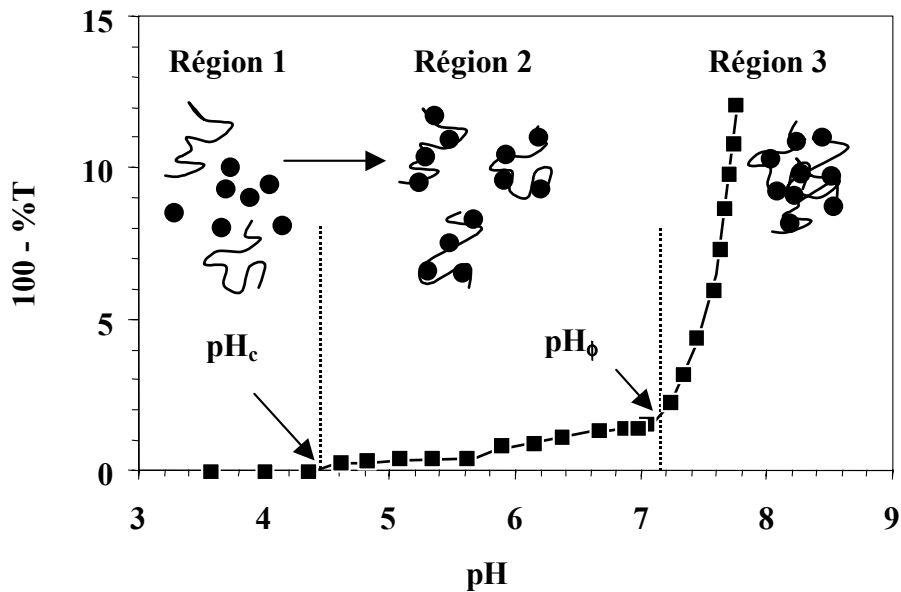 15
Région 1
Région 2
Région 3
10
100 - %T
5
pHc
pHϕ
0
3 4 5 6 7 8 9
pH